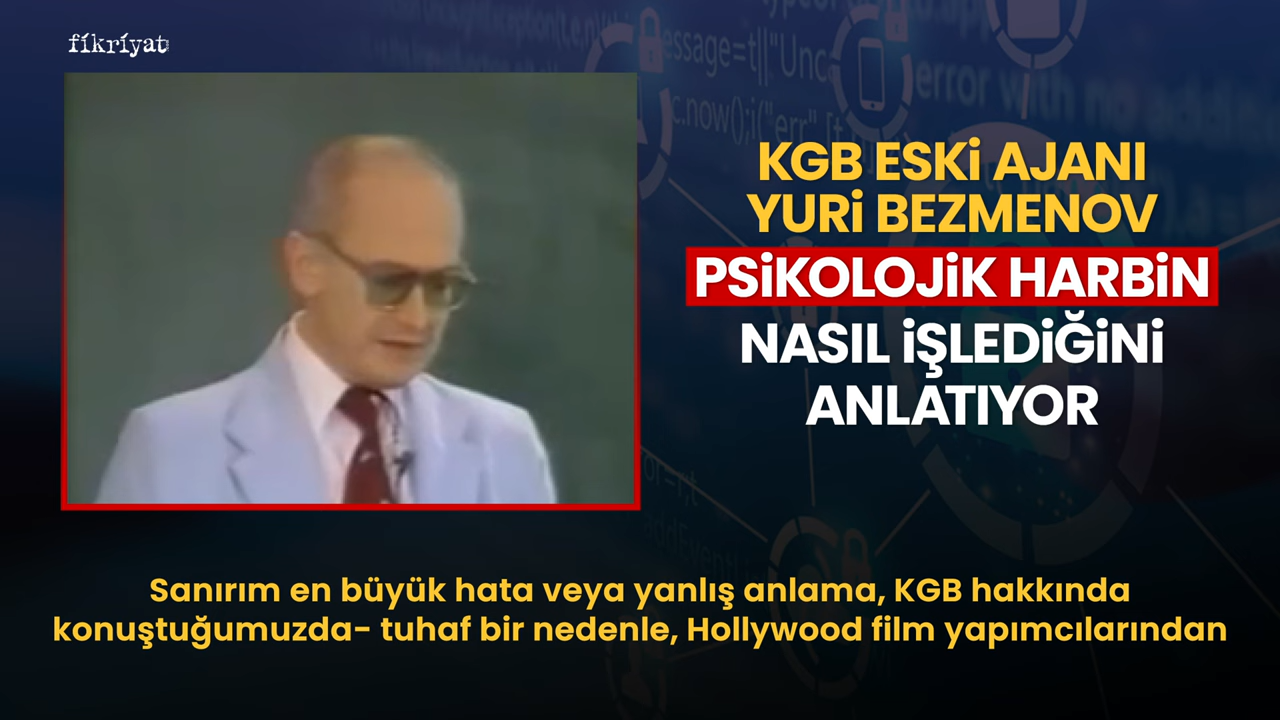 fikriyat
KGB ESKİ AJANI
YURİ BEZMENOV
PSİKOLOJİK HARBİN
NASIL İŞLEDİĞİNİ
ANLATIYOR
Sanırım en büyük hata veya yanlış anlama, KGB hakkında
konuştuğumuzda- tuhaf bir nedenle, Hollywood film yapımcılarından